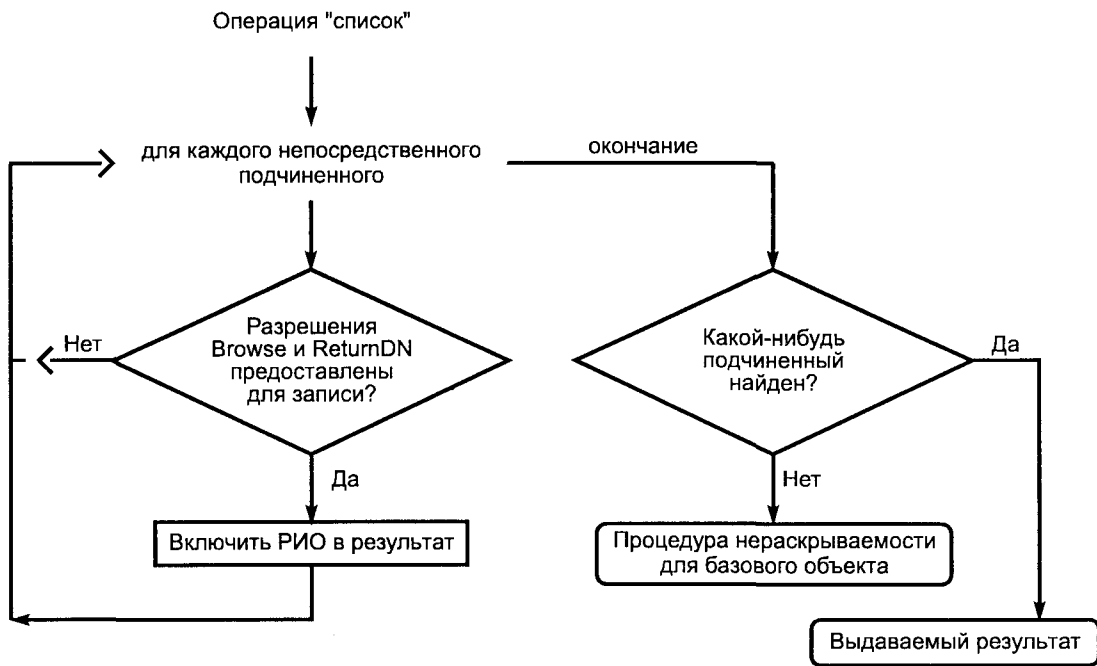 Операция "список"
для каждого непосредственного
подчиненного
окончание
Разрешения
Browse и ReturnDN
предоставлены
для записи?
Нет
Да
Включить РИО в результат
Какой-нибудь
подчиненный
найден?
Да
Нет
Процедура нераскрываемости
для базового объекта
Выдаваемый результат